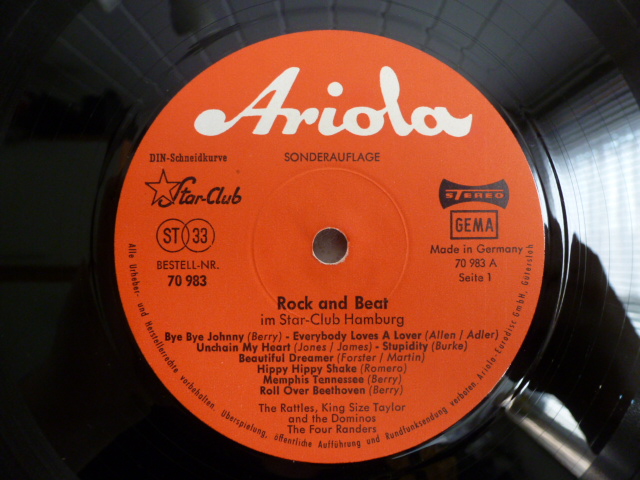 Ariola
DIN-Schneidkurve
SONDERAUFLAGE
Star-Club
STEREO
ST 33
GEMA
BESTELL-NR.
70 983
Made in Germany
70 983 A
Seite 1
Rock and Beat
im Star-Club Hamburg
Bye Bye Johnny (Berry) - Everybody Loves A Lover (Allen / Adler)
Unchain My Heart (Jones / James) - Stupidity (Burke)
Beautiful Dreamer (Forster / Martin)
Hippy Hippy Shake (Romero)
Memphis Tennessee (Berry)
Roll Over Beethoven (Berry)
The Rattles, King Size Taylor
and the Dominos
The Four Randers
Alle Urheber- und Herstellerrechte vorbehalten. Überspielung, öffentliche Aufführung und Rundfunksendung verboten. Ariola-Eurodisc GmbH, Gütersloh